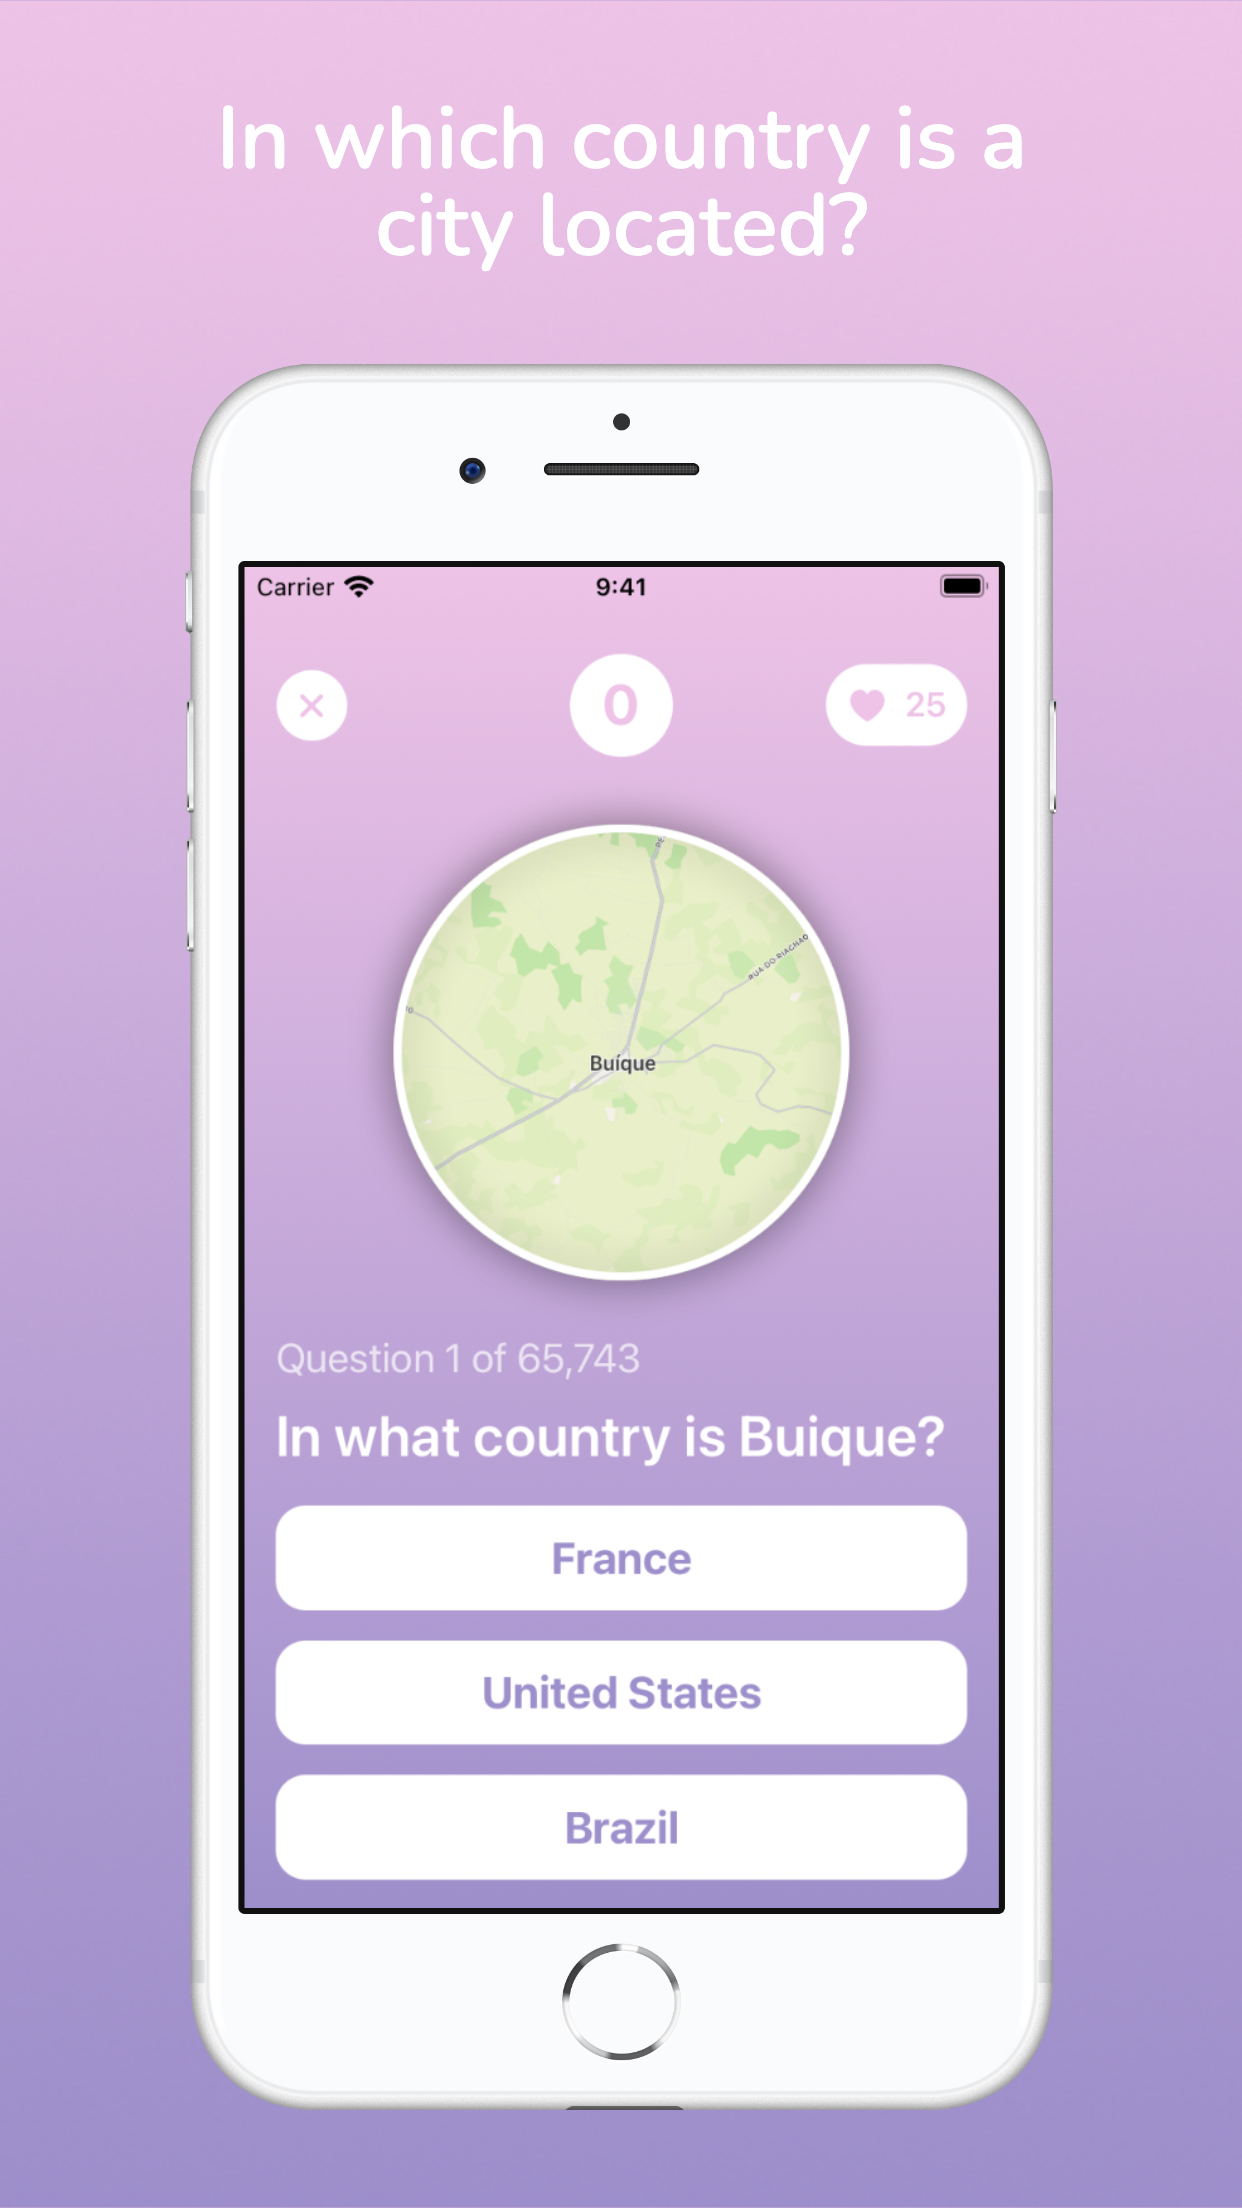 In which country is a
city located?
Carrier 9:41
0
25
RUA DO RIACHAO
Buíque
Question 1 of 65,743
In what country is Buique?
France
United States
Brazil